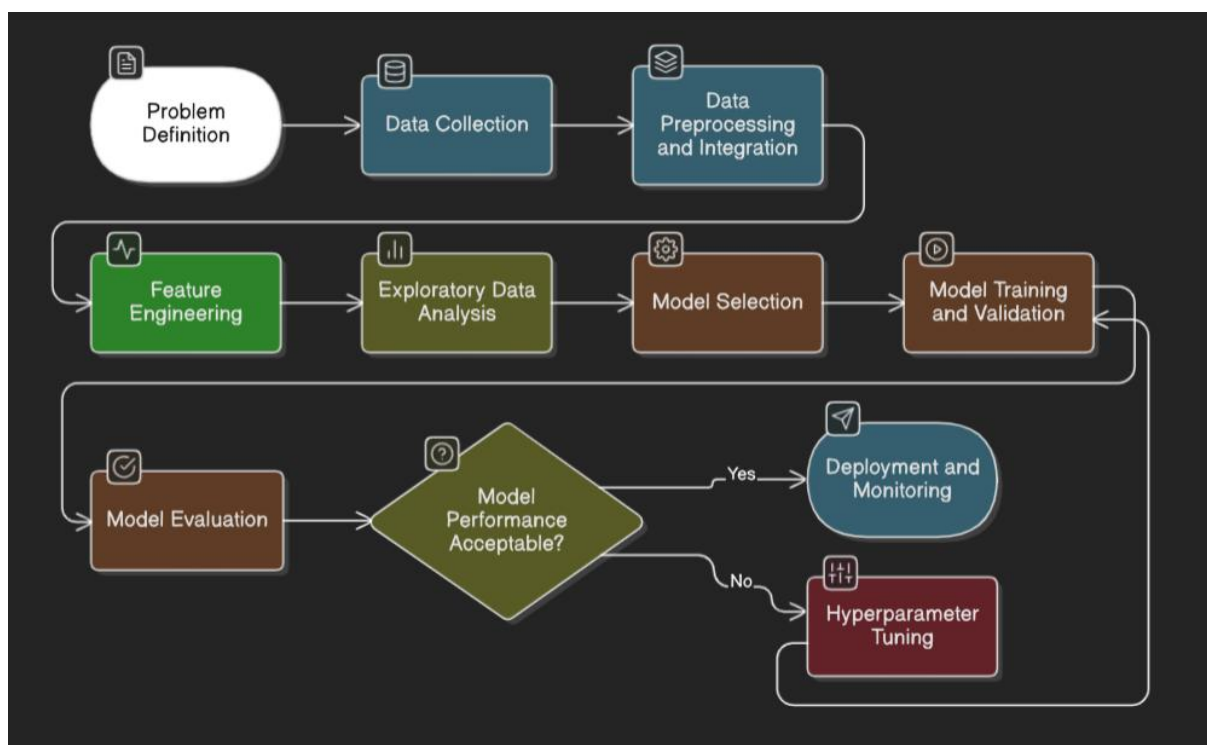 Problem
Definition
Data Collection
Data
Preprocessing
and Integration
Feature
Engineering
Exploratory Data
Analysis
Model Selection
Model Training
and Validation
Model Evaluation
Model
Performance
Acceptable?
Yes
Deployment and
Monitoring
No
Hyperparameter
Tuning